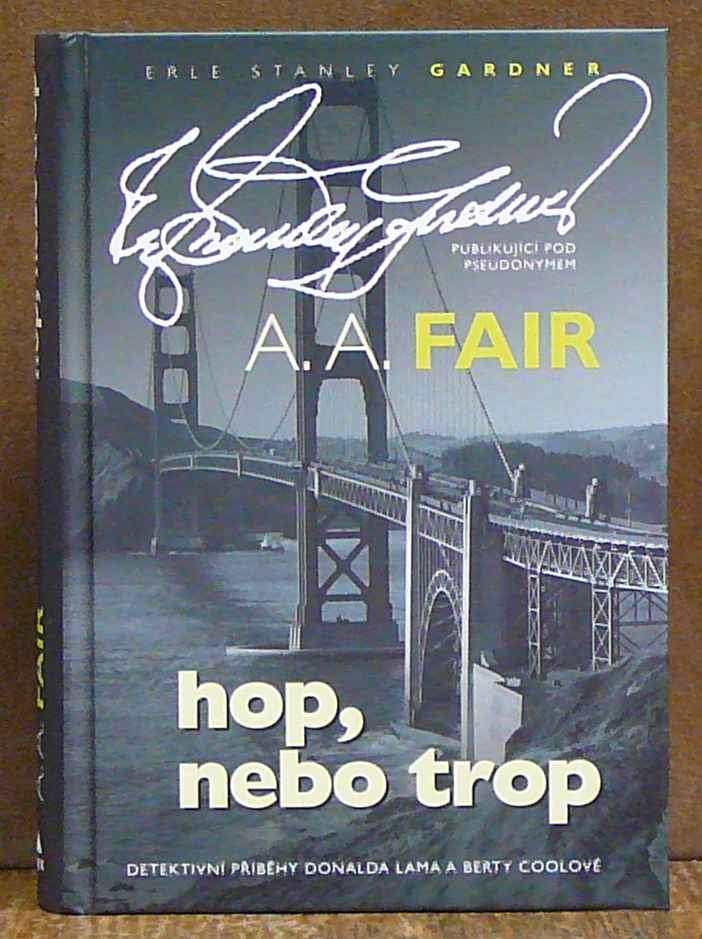 ERLE STANLEY GARDNER
PUBLIKUJÍCÍ POD
PSEUDONYMEM
A. A. FAIR
hop,
nebo trop
DETEKTIVNÍ PŘÍBĚHY DONALDA LAMA A BERTY COOLOVÉ
A. A. FAIR